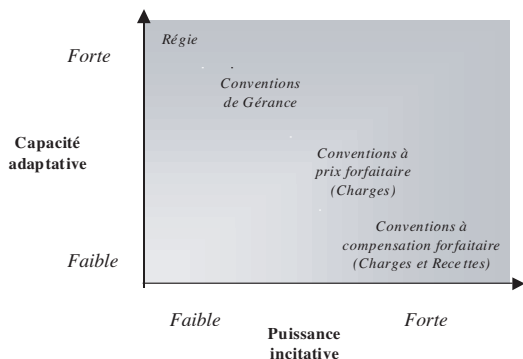 Régie
Forte
Conventions
de Gérance
Capacité
adaptative
Conventions à
prix forfaitaire
(Charges)
Conventions à
compensation forfaitaire
(Charges et Recettes)
Faible
Faible
Forte
Puissance
incitative